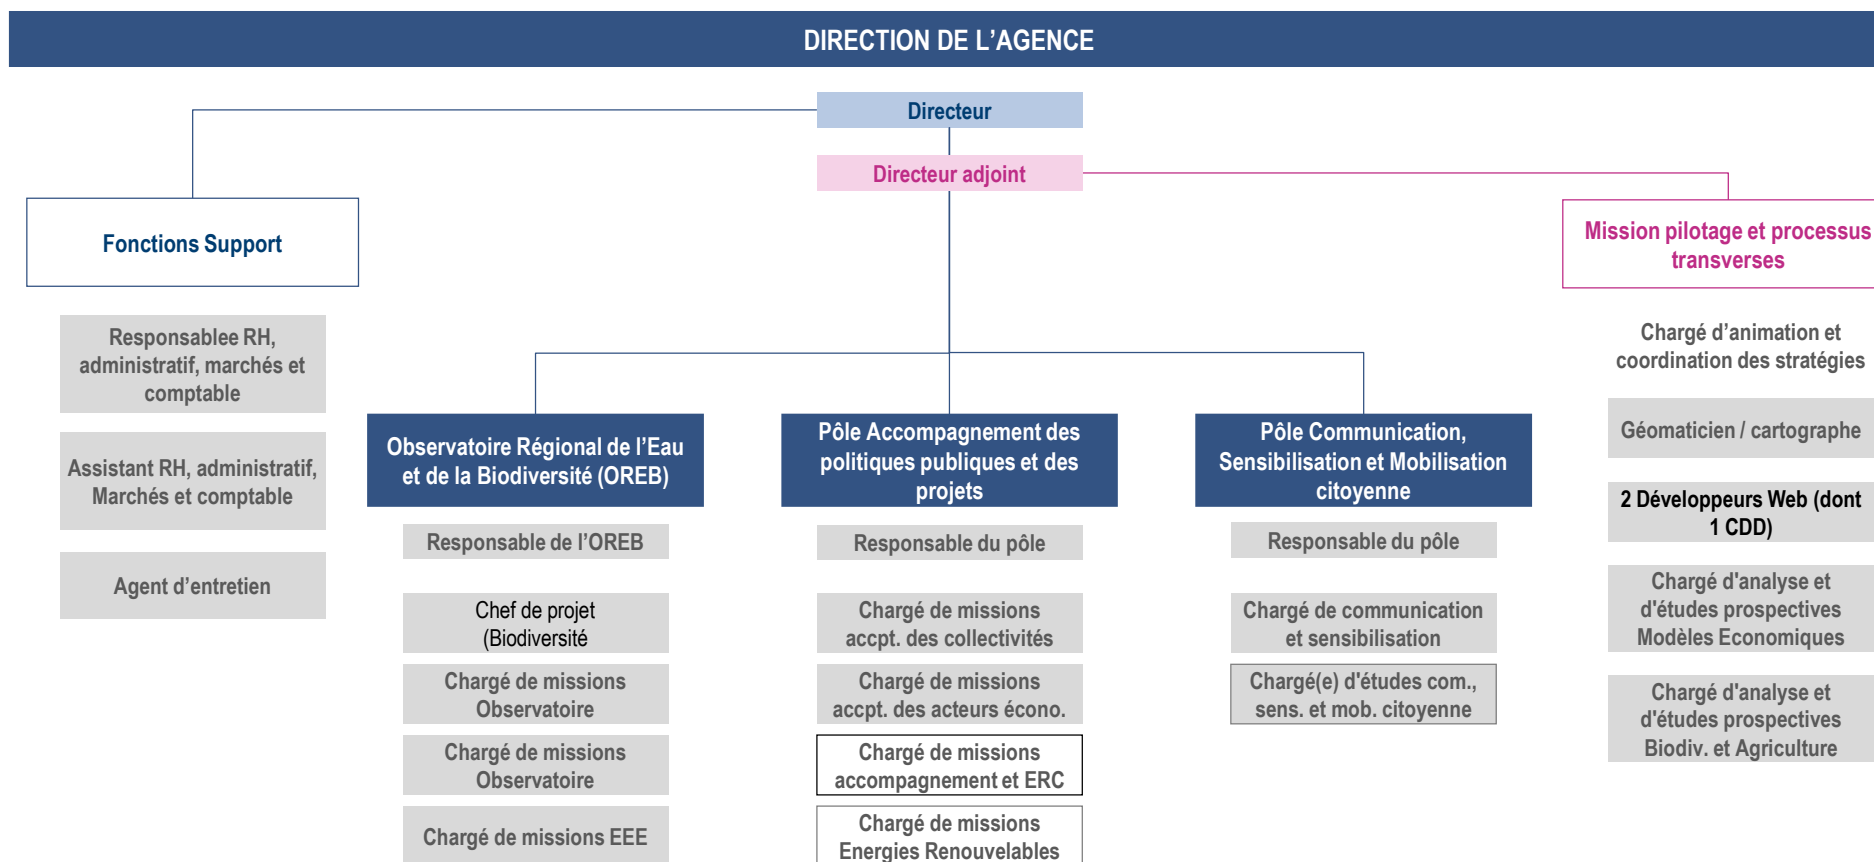 DIRECTION DE L’AGENCE
Directeur
Directeur adjoint
Fonctions Support
Responsablee RH,
administratif, marchés et
comptable
Assistant RH, administratif,
Marchés et comptable
Agent d’entretien
Observatoire Régional de l’Eau
et de la Biodiversité (OREB)
Responsable de l’OREB
Chef de projet
(Biodiversité
Chargé de missions
Observatoire
Chargé de missions
Observatoire
Chargé de missions EEE
Pôle Accompagnement des
politiques publiques et des
projets
Responsable du pôle
Chargé de missions
accpt. des collectivités
Chargé de missions
accpt. des acteurs écono.
Chargé de missions
accompagnement et ERC
Chargé de missions
Energies Renouvelables
Pôle Communication,
Sensibilisation et Mobilisation
citoyenne
Responsable du pôle
Chargé de communication
et sensibilisation
Chargé(e) d'études com.,
sens. et mob. citoyenne
Mission pilotage et processus
transverses
Chargé d’animation et
coordination des stratégies
Géomaticien / cartographe
2 Développeurs Web (dont
1 CDD)
Chargé d'analyse et
d'études prospectives
Modèles Economiques
Chargé d'analyse et
d'études prospectives
Biodiv. et Agriculture